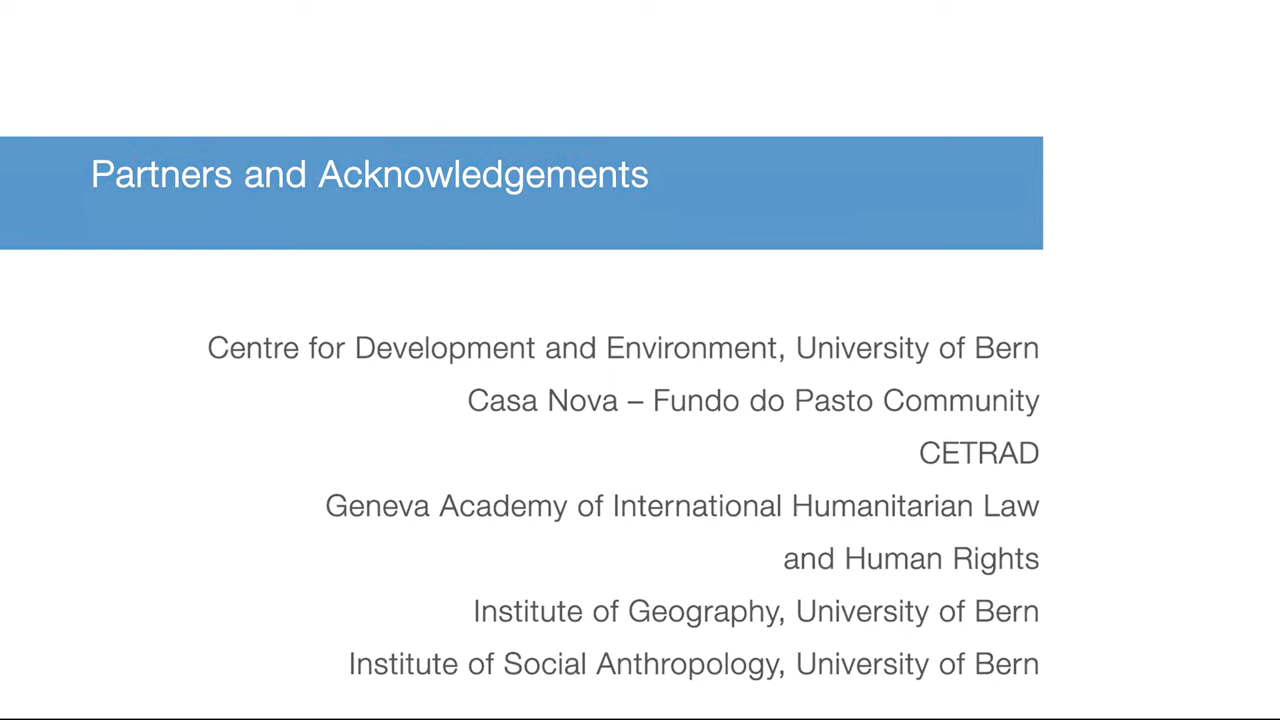 Partners and Acknowledgements
Centre for Development and Environment, University of Bern
Casa Nova – Fundo do Pasto Community
CETRAD
Geneva Academy of International Humanitarian Law
and Human Rights
Institute of Geography, University of Bern
Institute of Social Anthropology, University of Bern